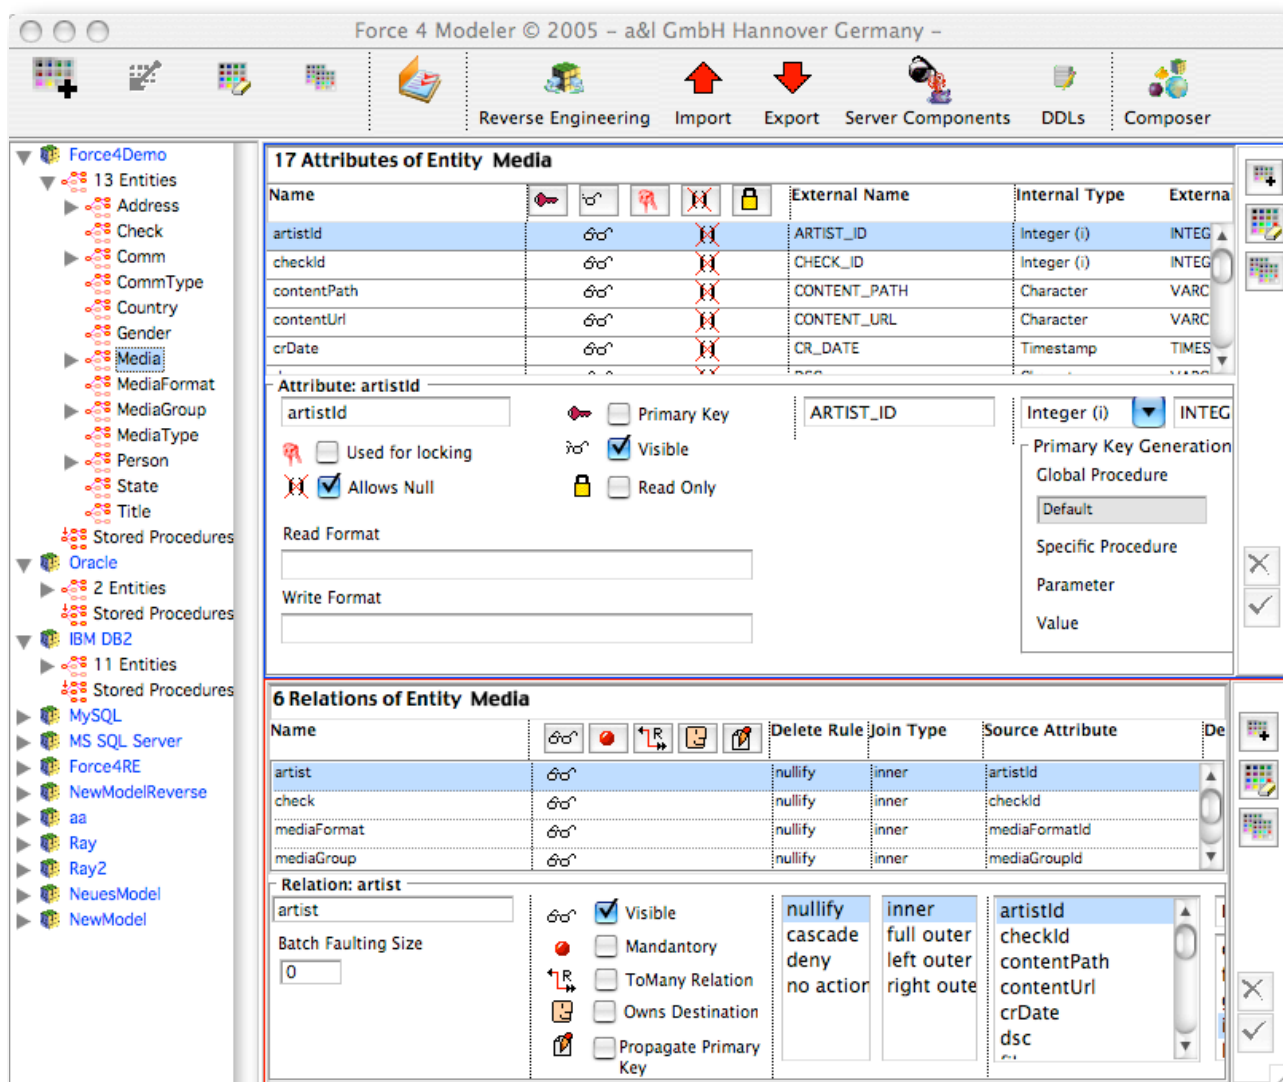 Force 4 Modeler © 2005 – a&l GmbH Hannover Germany –
Reverse Engineering Import Export Server Components DDLs Composer
Force4Demo
13 Entities
Address
Check
Comm
CommType
Country
Gender
Media
MediaFormat
MediaGroup
MediaType
Person
State
Title
Stored Procedures
Oracle
2 Entities
Stored Procedures
IBM DB2
11 Entities
Stored Procedures
MySQL
MS SQL Server
Force4RE
NewModelReverse
aa
Ray
Ray2
NeuesModel
NewModel
17 Attributes of Entity Media
Name External Name Internal Type Externa
artistId ARTIST_ID Integer (i) INTEG
checkId CHECK_ID Integer (i) INTEG
contentPath CONTENT_PATH Character VARC
contentUrl CONTENT_URL Character VARC
crDate CR_DATE Timestamp TIMES
Attribute: artistId
artistId Primary Key ARTIST_ID Integer (i) INTEG
Used for locking Visible Primary Key Generation
Allows Null Read Only Global Procedure
Default
Read Format
Specific Procedure
Parameter
Write Format
Value
6 Relations of Entity Media
Name Delete Rule Join Type Source Attribute De
artist nullify inner artistId
check nullify inner checkId
mediaFormat nullify inner mediaFormatId
mediaGroup nullify inner mediaGroupId
Relation: artist
artist
Batch Faulting Size
0
Visible
Mandantory
ToMany Relation
Owns Destination
Propagate Primary
Key
nullify
cascade
deny
no action
inner
full outer
left outer
right oute
artistId
checkId
contentPath
contentUrl
crDate
dsc